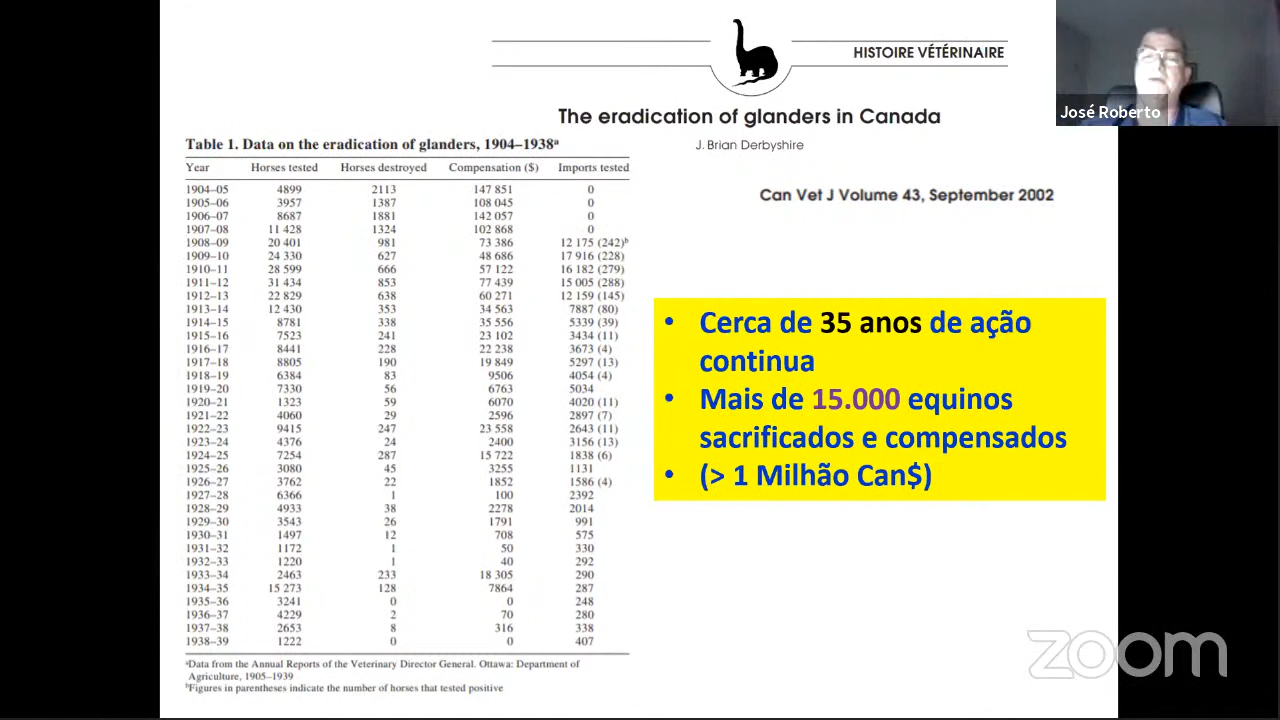 HISTOIRE VÉTÉRINAIRE
José Roberto
The eradication of glanders in Canada
J. Brian Derbyshire
Can Vet J Volume 43, September 2002
Table 1. Data on the eradication of glanders, 1904–1938ª
Year Horses tested Horses destroyed Compensation ($) Imports tested
1904–05 4899 2113 147 851 0
1905–06 3957 1387 108 045 0
1906–07 8687 1881 142 057 0
1907–08 11 428 1324 102 868 0
1908–09 20 401 981 73 386 12 175 (242)ᵇ
1909–10 24 330 627 48 686 17 916 (228)
1910–11 28 599 666 57 122 16 182 (279)
1911–12 31 434 853 77 439 15 005 (288)
1912–13 22 829 638 60 271 12 159 (145)
1913–14 12 430 353 34 563 7887 (80)
1914–15 8781 338 35 556 5339 (39)
1915–16 7523 241 23 102 3434 (11)
1916–17 8441 228 22 238 3673 (4)
1917–18 8805 190 19 849 5297 (13)
1918–19 6384 83 9506 4054 (4)
1919–20 7330 56 6763 5034
1920–21 1323 59 6070 4020 (11)
1921–22 4060 29 2596 2897 (7)
1922–23 9415 247 23 558 2643 (11)
1923–24 4376 24 2400 3156 (13)
1924–25 7254 287 15 722 1838 (6)
1925–26 3080 45 3255 1131
1926–27 3762 22 1852 1586 (4)
1927–28 6366 1 100 2392
1928–29 4933 38 2278 2014
1929–30 3543 26 1791 991
1930–31 1497 12 708 575
1931–32 1172 1 50 330
1932–33 1220 1 40 292
1933–34 2463 233 18 305 290
1934–35 15 273 128 7864 287
1935–36 3241 0 0 248
1936–37 4229 2 70 280
1937–38 2653 8 316 338
1938–39 1222 0 0 407
ªData from the Annual Reports of the Veterinary Director General. Ottawa: Department of
Agriculture, 1905–1939
ᵇFigures in parentheses indicate the number of horses that tested positive
• Cerca de 35 anos de ação
continua
• Mais de 15.000 equinos
sacrificados e compensados
• (> 1 Milhão Can$)
zoom